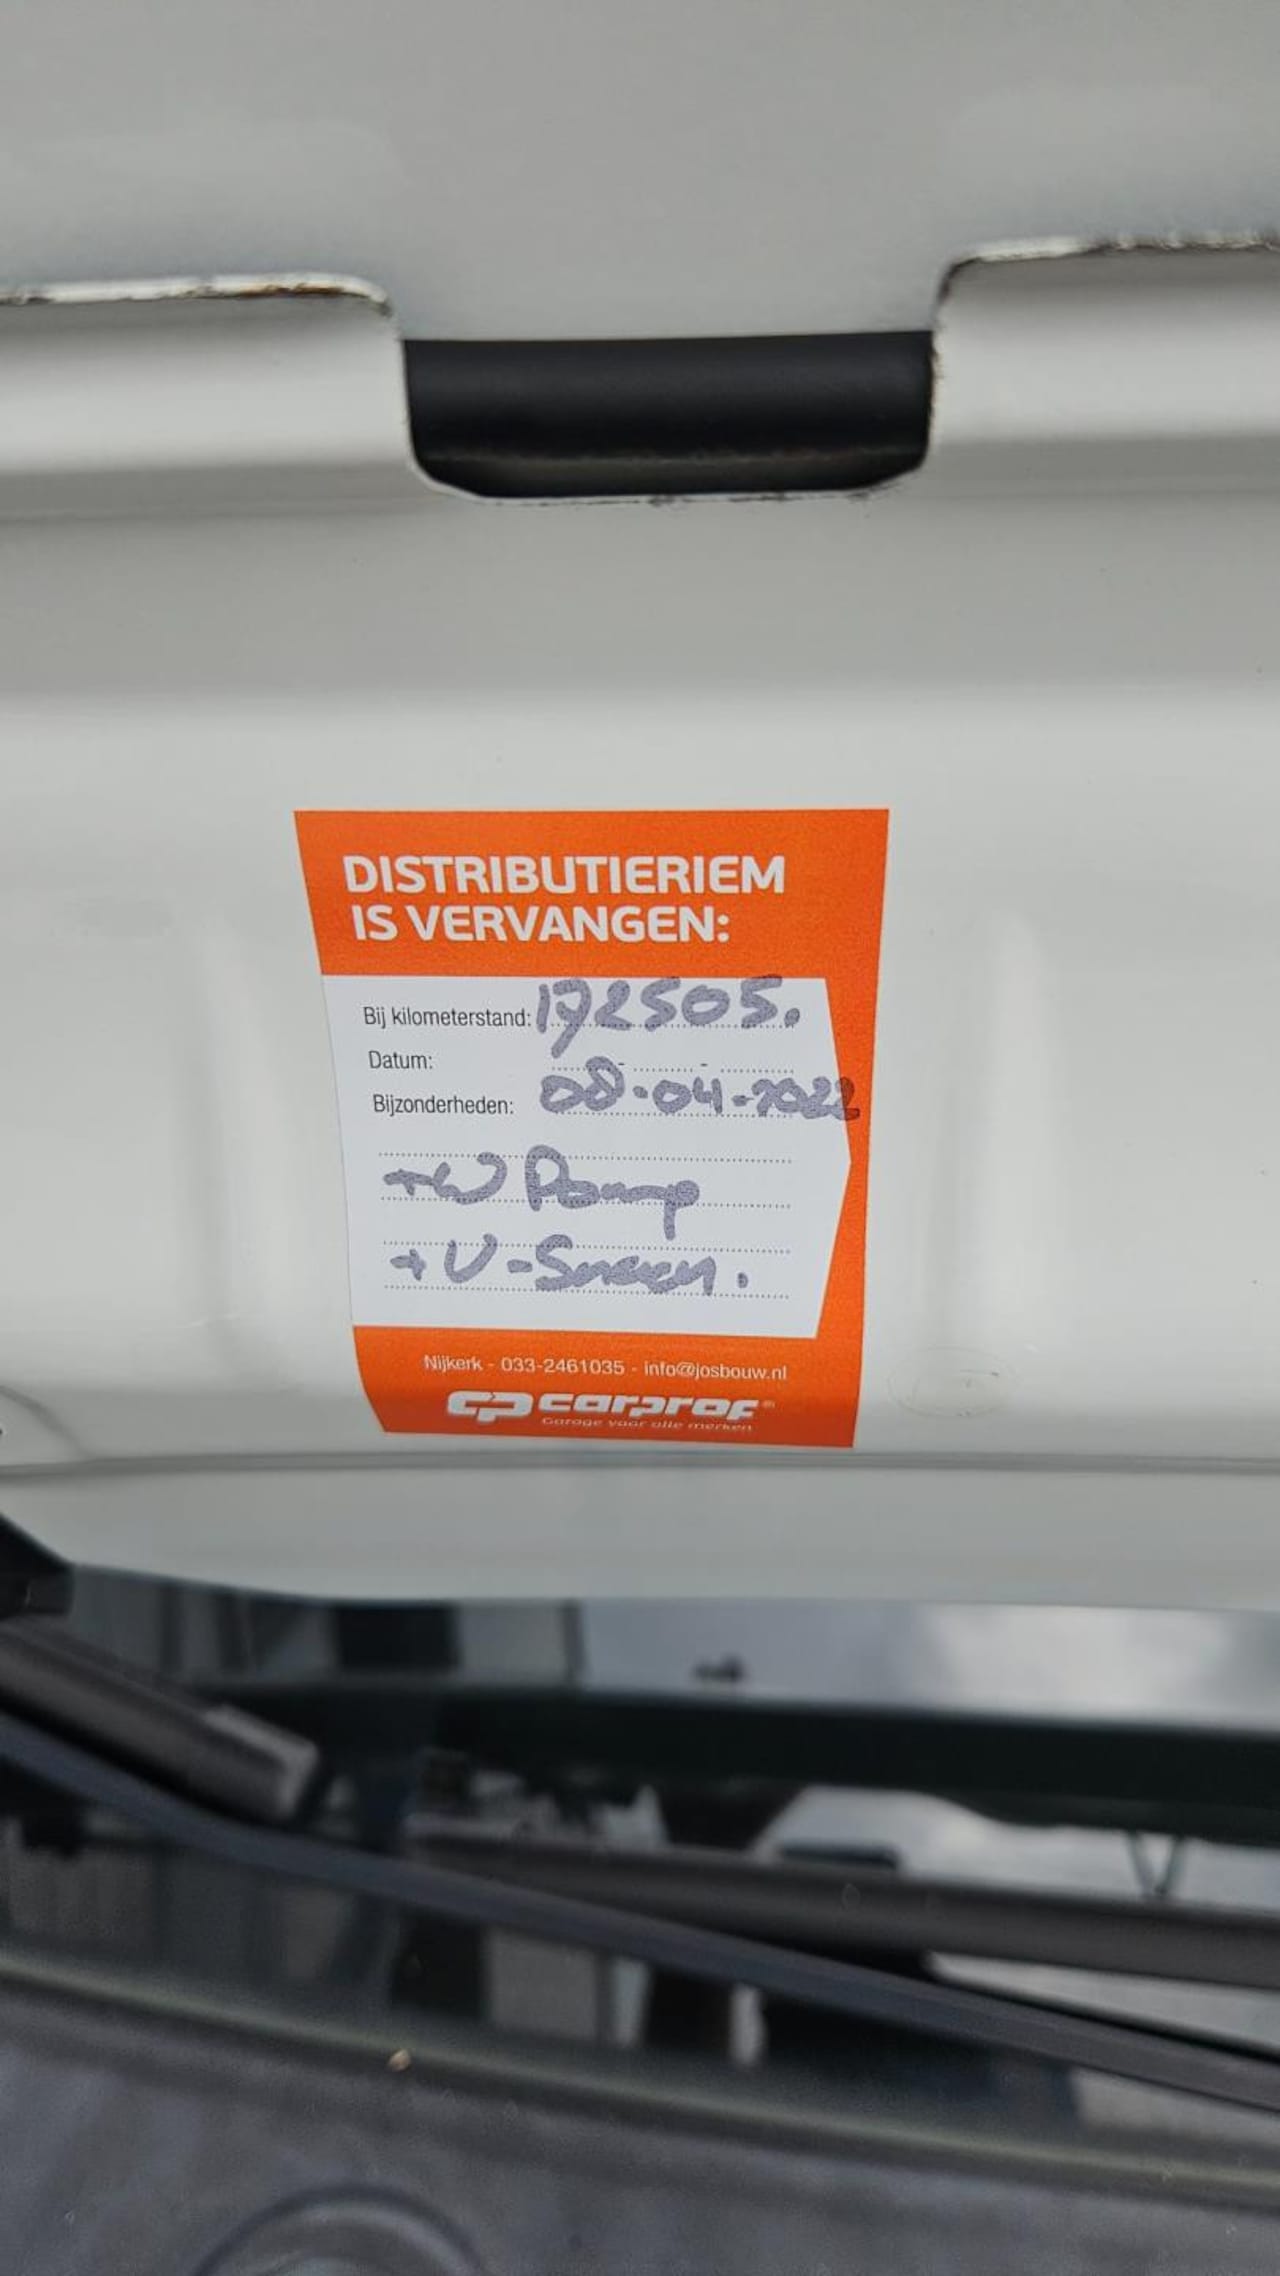 DISTRIBUTIERIEM
IS VERVANGEN:
Bij kilometerstand: 172505.
Datum:
Bijzonderheden: 08-04-2022
+W Pomp
+ V-Snaren.
Nijkerk - 033-2461035 - info@josbouw.nl
CP carprof®
Garage voor alle merken